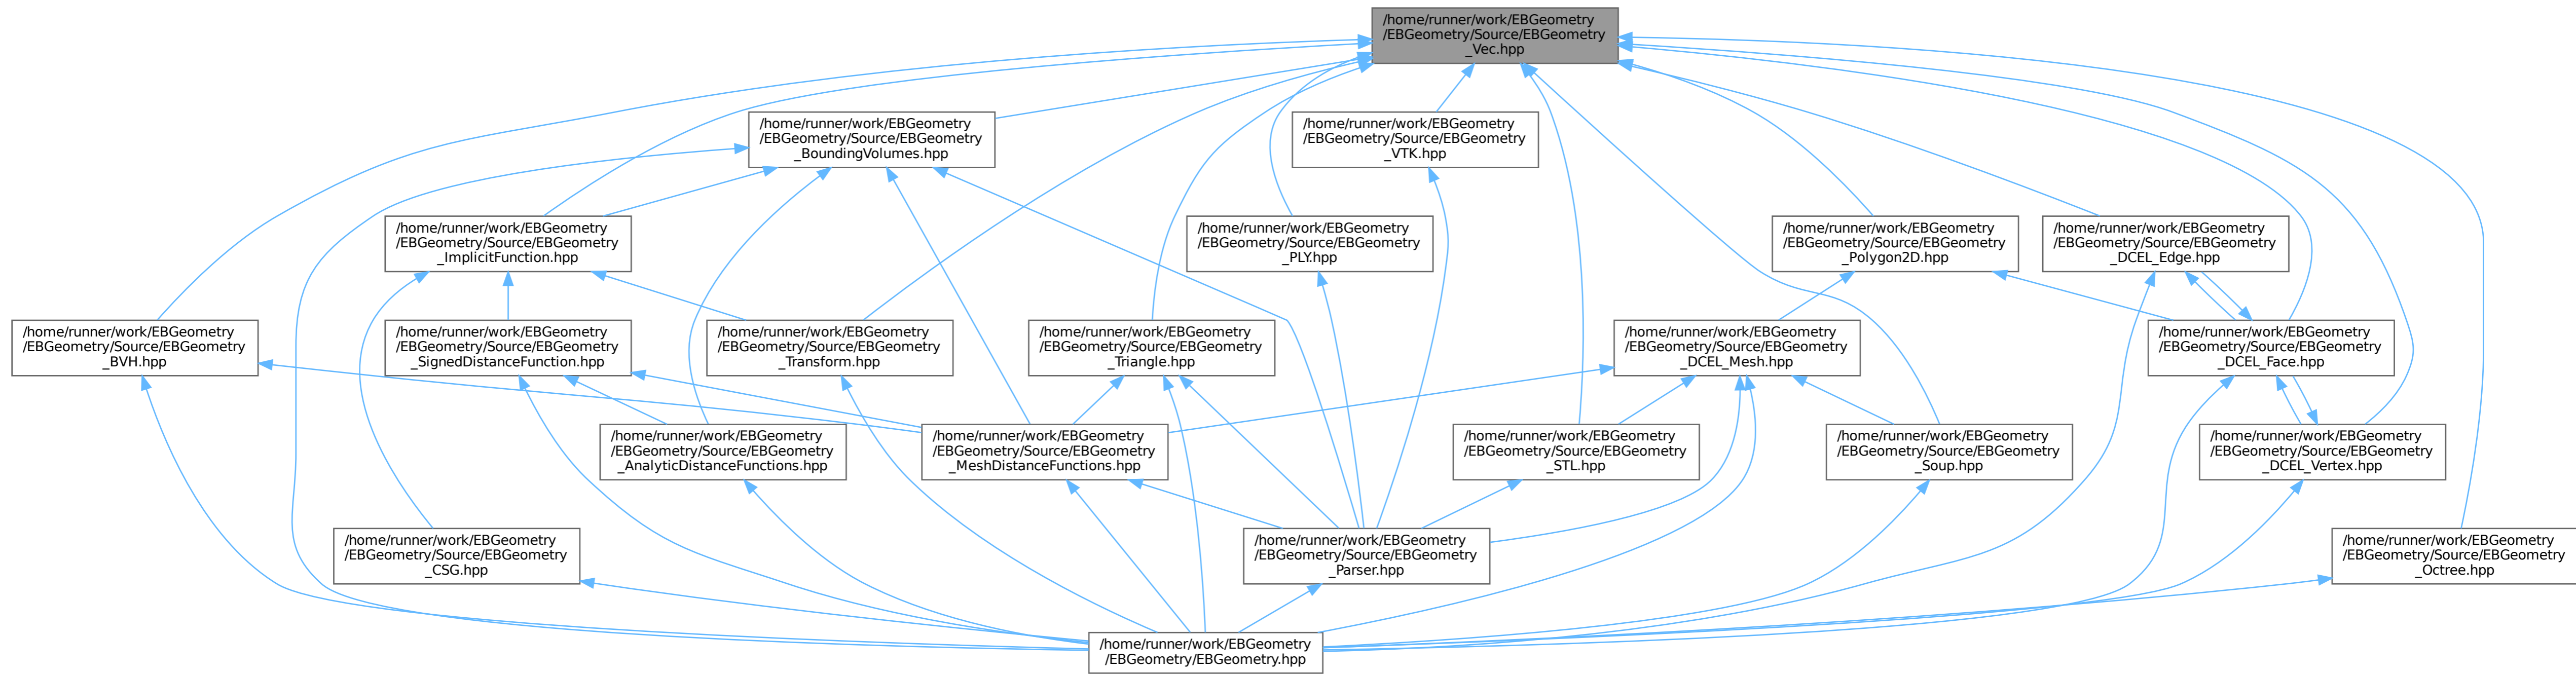 /home/runner/work/EBGeometry
/EBGeometry/Source/EBGeometry
_Vec.hpp
/home/runner/work/EBGeometry
/EBGeometry/Source/EBGeometry
_BoundingVolumes.hpp
/home/runner/work/EBGeometry
/EBGeometry/Source/EBGeometry
_VTK.hpp
/home/runner/work/EBGeometry
/EBGeometry/Source/EBGeometry
_ImplicitFunction.hpp
/home/runner/work/EBGeometry
/EBGeometry/Source/EBGeometry
_PLY.hpp
/home/runner/work/EBGeometry
/EBGeometry/Source/EBGeometry
_Polygon2D.hpp
/home/runner/work/EBGeometry
/EBGeometry/Source/EBGeometry
_DCEL_Edge.hpp
/home/runner/work/EBGeometry
/EBGeometry/Source/EBGeometry
_BVH.hpp
/home/runner/work/EBGeometry
/EBGeometry/Source/EBGeometry
_SignedDistanceFunction.hpp
/home/runner/work/EBGeometry
/EBGeometry/Source/EBGeometry
_Transform.hpp
/home/runner/work/EBGeometry
/EBGeometry/Source/EBGeometry
_Triangle.hpp
/home/runner/work/EBGeometry
/EBGeometry/Source/EBGeometry
_DCEL_Mesh.hpp
/home/runner/work/EBGeometry
/EBGeometry/Source/EBGeometry
_DCEL_Face.hpp
/home/runner/work/EBGeometry
/EBGeometry/Source/EBGeometry
_AnalyticDistanceFunctions.hpp
/home/runner/work/EBGeometry
/EBGeometry/Source/EBGeometry
_MeshDistanceFunctions.hpp
/home/runner/work/EBGeometry
/EBGeometry/Source/EBGeometry
_STL.hpp
/home/runner/work/EBGeometry
/EBGeometry/Source/EBGeometry
_Soup.hpp
/home/runner/work/EBGeometry
/EBGeometry/Source/EBGeometry
_DCEL_Vertex.hpp
/home/runner/work/EBGeometry
/EBGeometry/Source/EBGeometry
_CSG.hpp
/home/runner/work/EBGeometry
/EBGeometry/Source/EBGeometry
_Parser.hpp
/home/runner/work/EBGeometry
/EBGeometry/Source/EBGeometry
_Octree.hpp
/home/runner/work/EBGeometry
/EBGeometry/EBGeometry.hpp